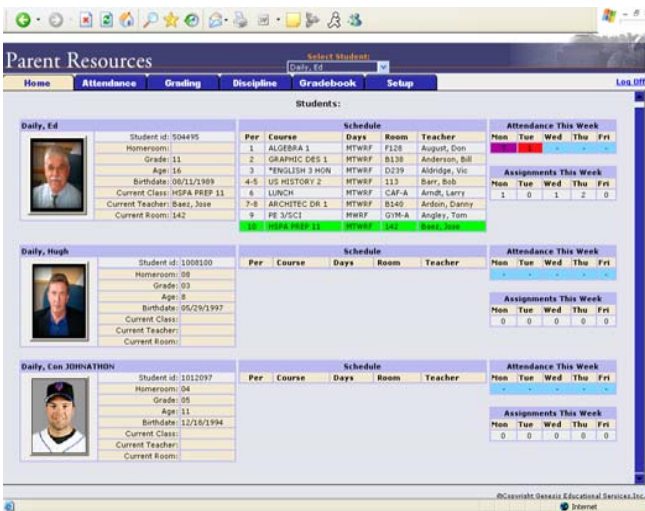 Parent Resources
Select Student:
Daily, Ed
Home Attendance Grading Discipline Gradebook Setup Log Off
Students:
Daily, Ed
Student id: 504495
Homeroom:
Grade: 11
Age: 16
Birthdate: 08/11/1989
Current Class: HSPA PREP 11
Current Teacher: Baez, Jose
Current Room: 142
Schedule
Per Course Days Room Teacher
1 ALGEBRA 1 MTWRF F128 August, Don
2 GRAPHIC DES 1 MTWRF B138 Anderson, Bill
3 *ENGLISH 3 HON MTWRF D239 Aldridge, Vic
4-5 US HISTORY 2 MTWRF 113 Barr, Bob
6 LUNCH MTWRF CAF-A Arndt, Larry
7-8 ARCHITEC DR 1 MTWRF B140 Ardoin, Danny
9 PE 3/SCI MWRF GYM-A Angley, Tom
10 HSPA PREP 11 MTWRF 142 Baez, Jose
Attendance This Week
Mon Tue Wed Thu Fri
- - -
Assignments This Week
Mon Tue Wed Thu Fri
1 0 1 2 0
Daily, Hugh
Student id: 1008100
Homeroom: 08
Grade: 03
Age: 8
Birthdate: 05/29/1997
Current Class:
Current Teacher:
Current Room:
Schedule
Per Course Days Room Teacher
Attendance This Week
Mon Tue Wed Thu Fri
- - - - -
Assignments This Week
Mon Tue Wed Thu Fri
0 0 0 0 0
Daily, Con JOHNATHON
Student id: 1012097
Homeroom: 04
Grade: 05
Age: 11
Birthdate: 12/18/1994
Current Class:
Current Teacher:
Current Room:
Schedule
Per Course Days Room Teacher
Attendance This Week
Mon Tue Wed Thu Fri
- - - - -
Assignments This Week
Mon Tue Wed Thu Fri
0 0 0 0 0
©Copyright Genesis Educational Services,Inc.
Internet